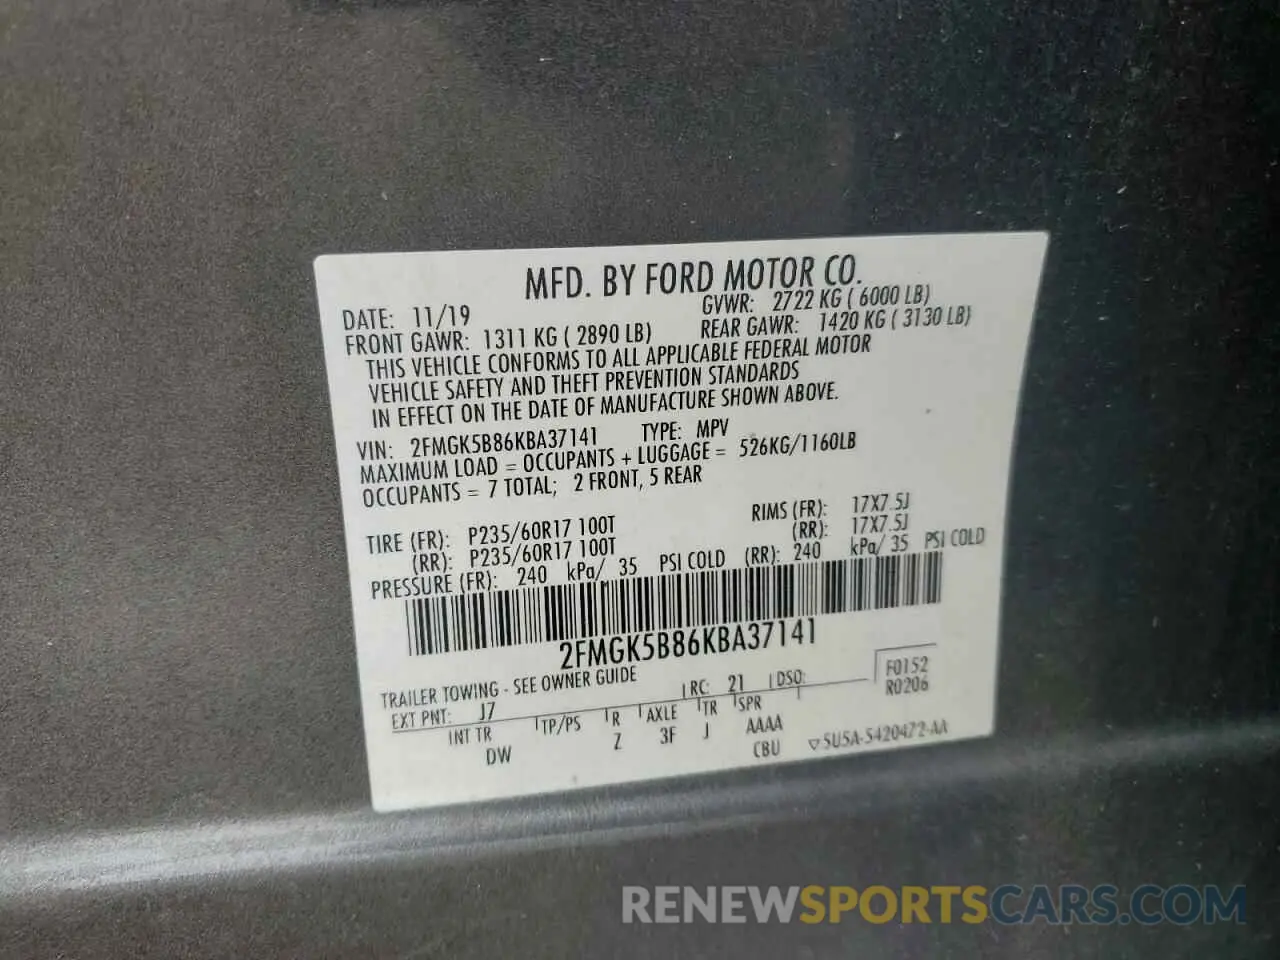 MFD. BY FORD MOTOR CO.
DATE: 11/19 GVWR: 2722 KG ( 6000 LB)
FRONT GAWR: 1311 KG ( 2890 LB) REAR GAWR: 1420 KG ( 3130 LB)
THIS VEHICLE CONFORMS TO ALL APPLICABLE FEDERAL MOTOR
VEHICLE SAFETY AND THEFT PREVENTION STANDARDS
IN EFFECT ON THE DATE OF MANUFACTURE SHOWN ABOVE.
VIN: 2FMGK5B86KBA37141 TYPE: MPV
MAXIMUM LOAD = OCCUPANTS + LUGGAGE = 526KG/1160LB
OCCUPANTS = 7 TOTAL; 2 FRONT, 5 REAR
TIRE (FR): P235/60R17 100T RIMS (FR): 17X7.5J
(RR): P235/60R17 100T (RR): 17X7.5J
PRESSURE (FR): 240 kPa/ 35 PSI COLD (RR): 240 kPa/ 35 PSI COLD
2FMGK5B86KBA37141
TRAILER TOWING - SEE OWNER GUIDE
EXT PNT: J7 RC: 21 DSO: F0152
R0206
INT TR TP/PS R AXLE TR SPR
DW Z 3F J AAAA
CBU ▽5U5A-5420472-AA
RENEWSPORTSCARS.COM